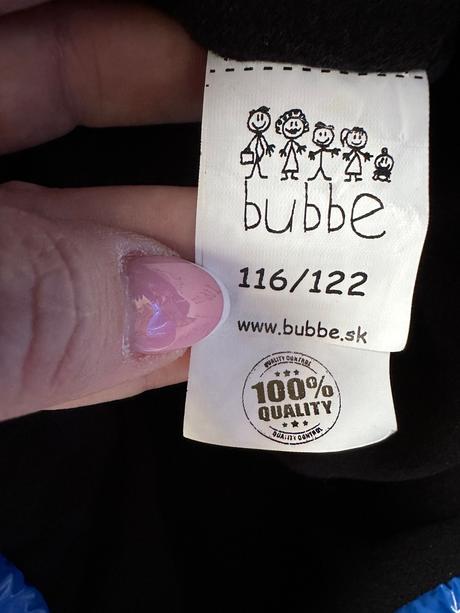 bubbe
116/122
www.bubbe.sk
QUALITY CONTROL
100%
QUALITY
QUALITY CONTROL